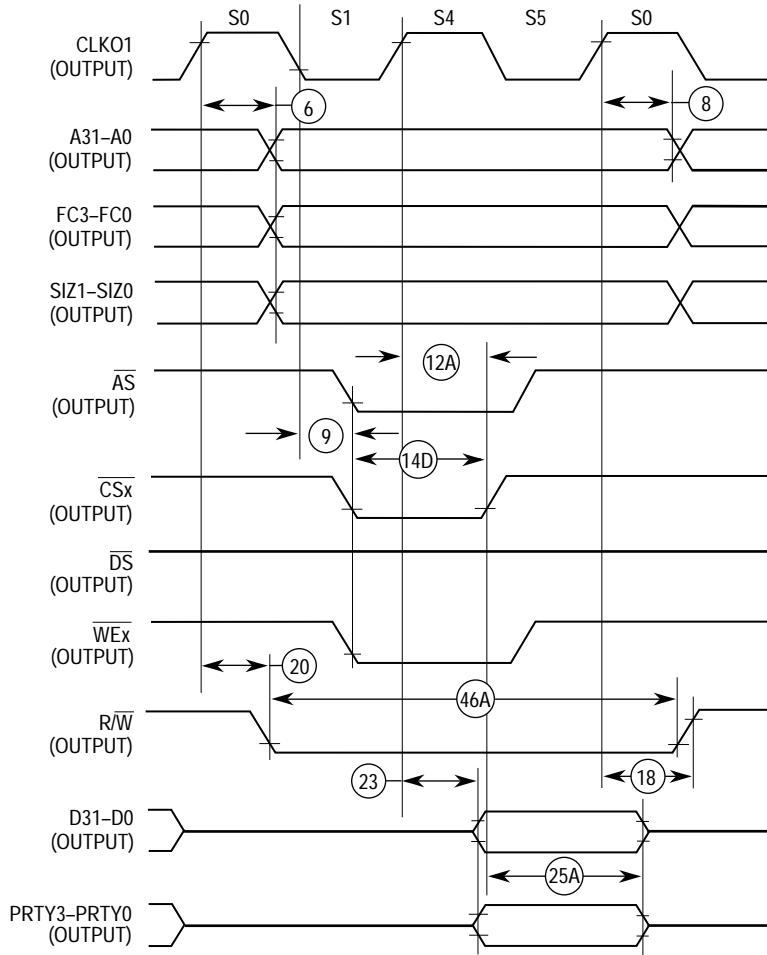 S0 S1 S4 S5 S0
CLKO1
(OUTPUT)
6 8
A31–A0
(OUTPUT)
FC3–FC0
(OUTPUT)
SIZ1–SIZ0
(OUTPUT)
12A
AS
(OUTPUT)
9
14D
CSx
(OUTPUT)
DS
(OUTPUT)
WEx
(OUTPUT)
20
46A
R/W
(OUTPUT)
23 18
D31–D0
(OUTPUT)
25A
PRTY3–PRTY0
(OUTPUT)